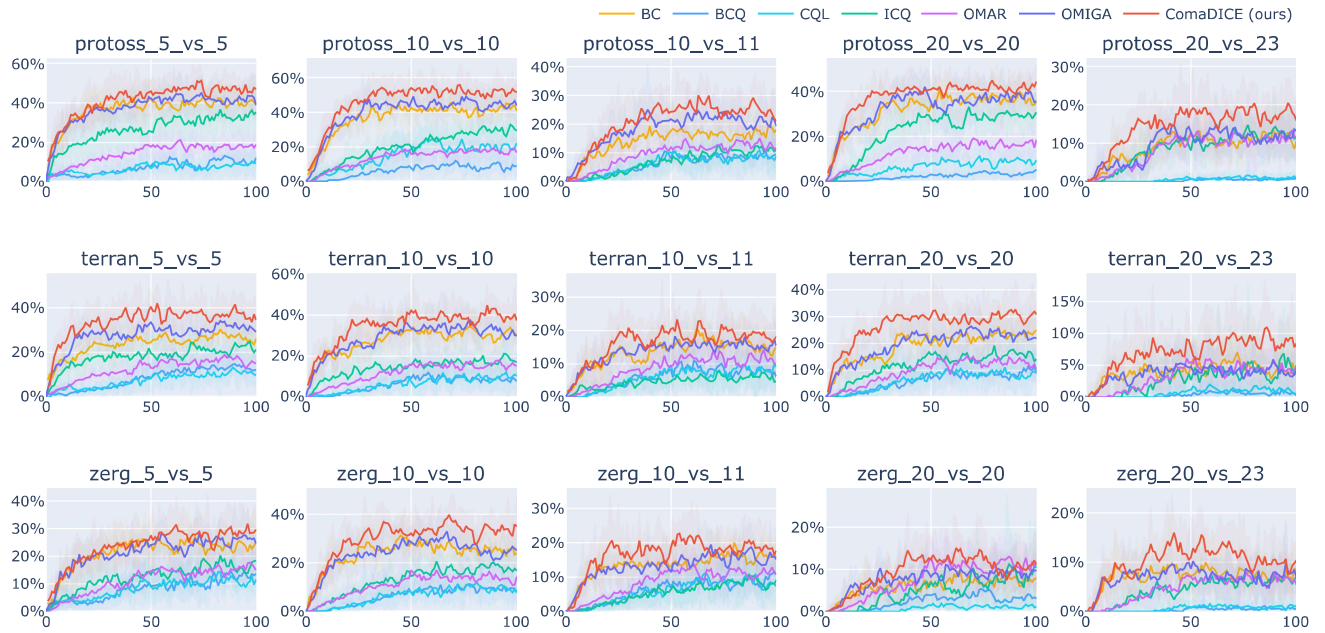 BC BCQ CQL ICQ OMAR OMIGA ComaDICE (ours)
protoss_5_vs_5 protoss_10_vs_10 protoss_10_vs_11 protoss_20_vs_20 protoss_20_vs_23
60% 40% 20% 0% 0 50 100
60% 40% 20% 0% 0 50 100
40% 30% 20% 10% 0% 0 50 100
40% 20% 0% 0 50 100
30% 20% 10% 0% 0 50 100
terran_5_vs_5 terran_10_vs_10 terran_10_vs_11 terran_20_vs_20 terran_20_vs_23
40% 20% 0% 0 50 100
60% 40% 20% 0% 0 50 100
30% 20% 10% 0% 0 50 100
40% 30% 20% 10% 0% 0 50 100
15% 10% 5% 0% 0 50 100
zerg_5_vs_5 zerg_10_vs_10 zerg_10_vs_11 zerg_20_vs_20 zerg_20_vs_23
40% 30% 20% 10% 0% 0 50 100
40% 20% 0% 0 50 100
30% 20% 10% 0% 0 50 100
20% 10% 0% 0 50 100
20% 10% 0% 0 50 100